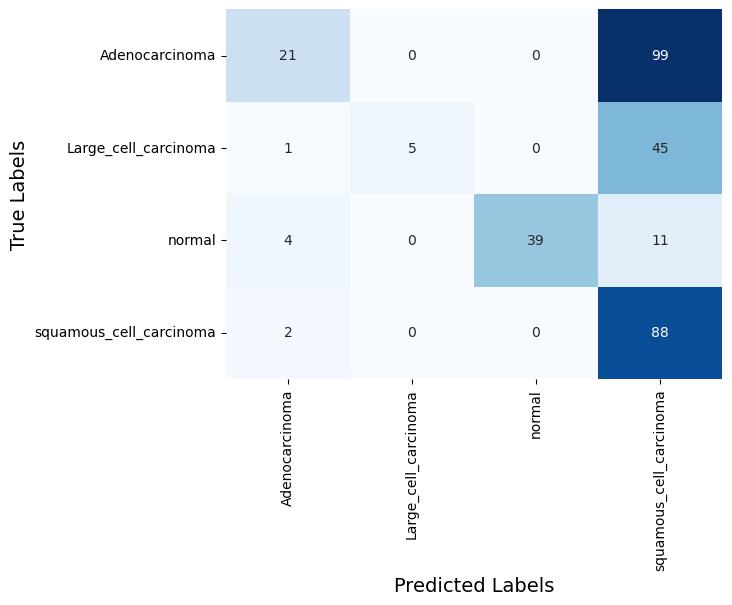 True Labels
Adenocarcinoma 21 0 0 99
Large_cell_carcinoma 1 5 0 45
normal 4 0 39 11
squamous_cell_carcinoma 2 0 0 88
Adenocarcinoma
Large_cell_carcinoma
normal
squamous_cell_carcinoma
Predicted Labels